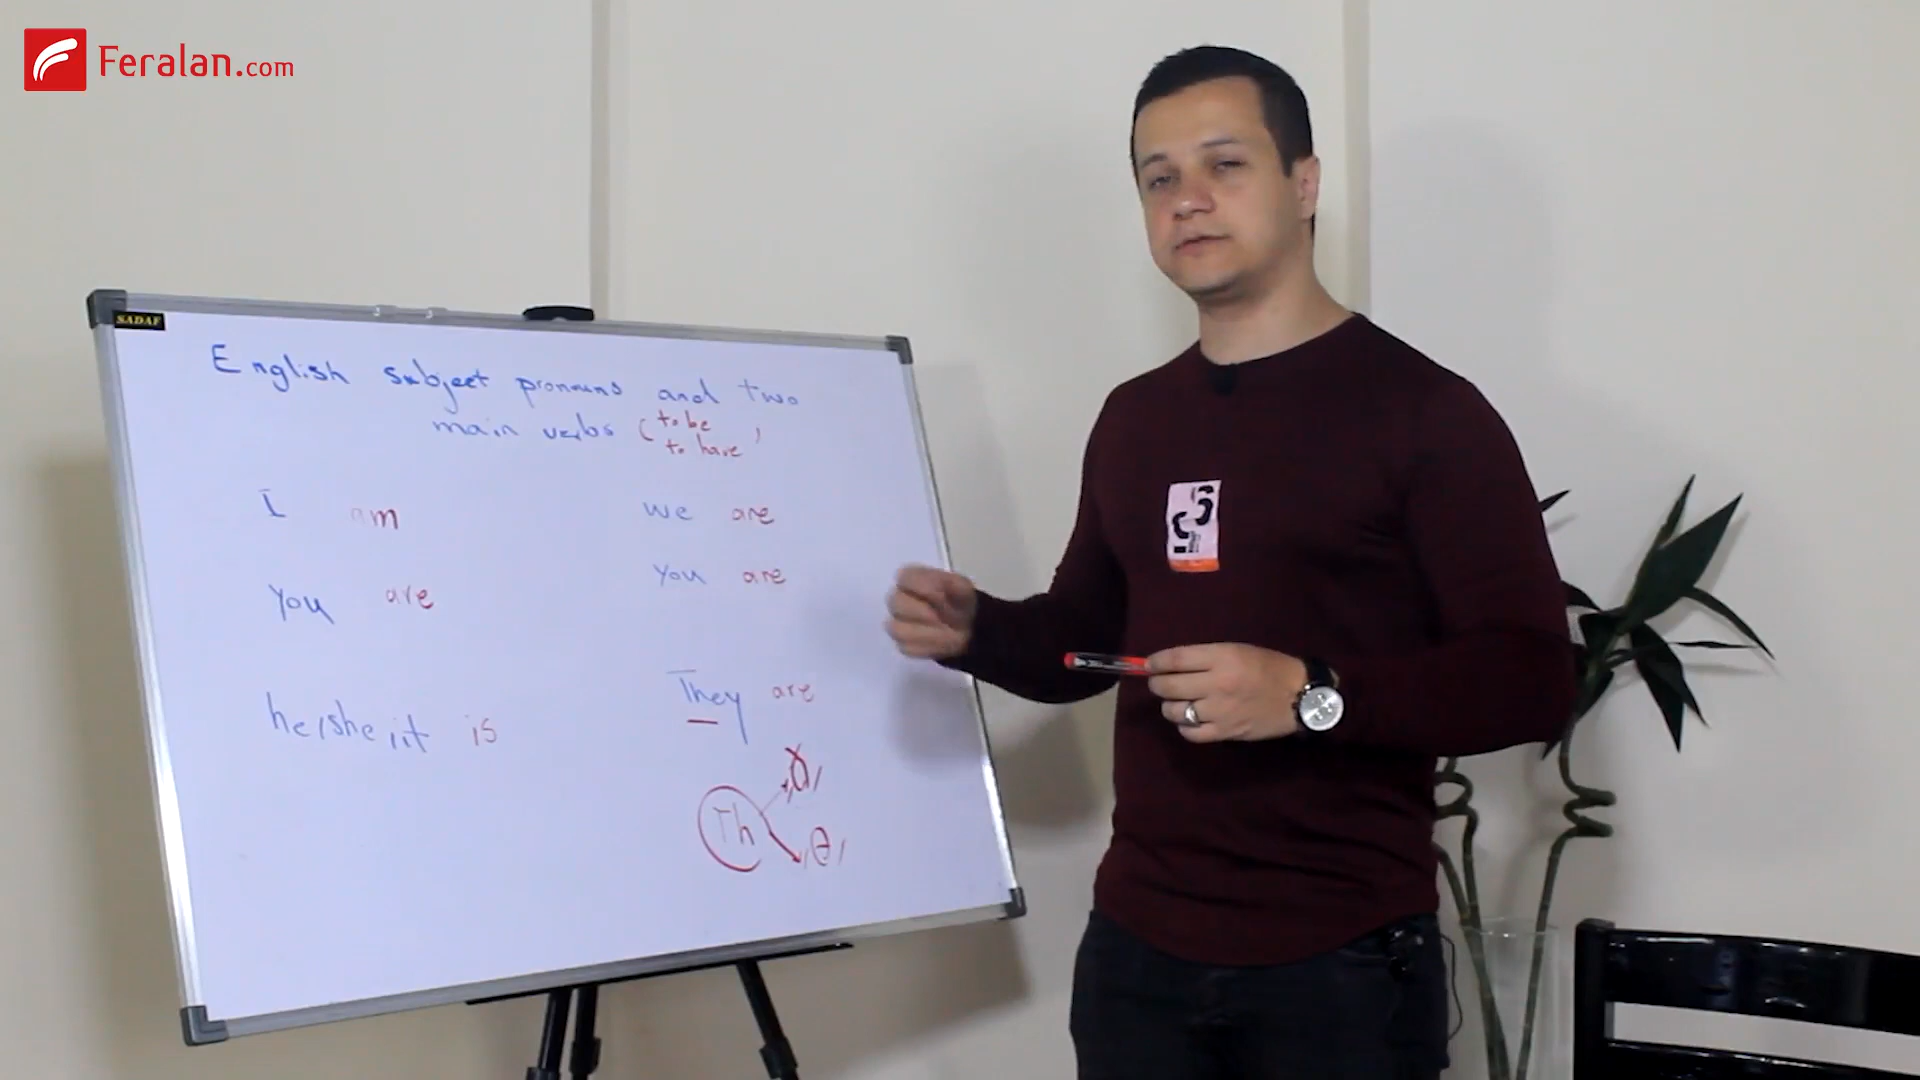 Feralan.com
SADAF
English subject pronouns and two
main verbs (to be
to have)
I am
we are
You are
You are
he/she/it is
They are
Th
/ð/
/θ/